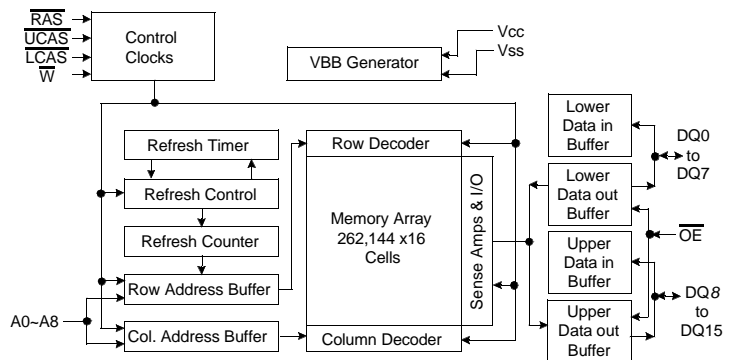 RAS
UCAS
LCAS
W
Control
Clocks
VBB Generator
Vcc
Vss
Refresh Timer
Refresh Control
Refresh Counter
Row Address Buffer
Col. Address Buffer
A0~A8
Row Decoder
Memory Array
262,144 x16
Cells
Column Decoder
Sense Amps & I/O
Lower
Data in
Buffer
Lower
Data out
Buffer
Upper
Data in
Buffer
Upper
Data out
Buffer
DQ0
to
DQ7
OE
DQ8
to
DQ15